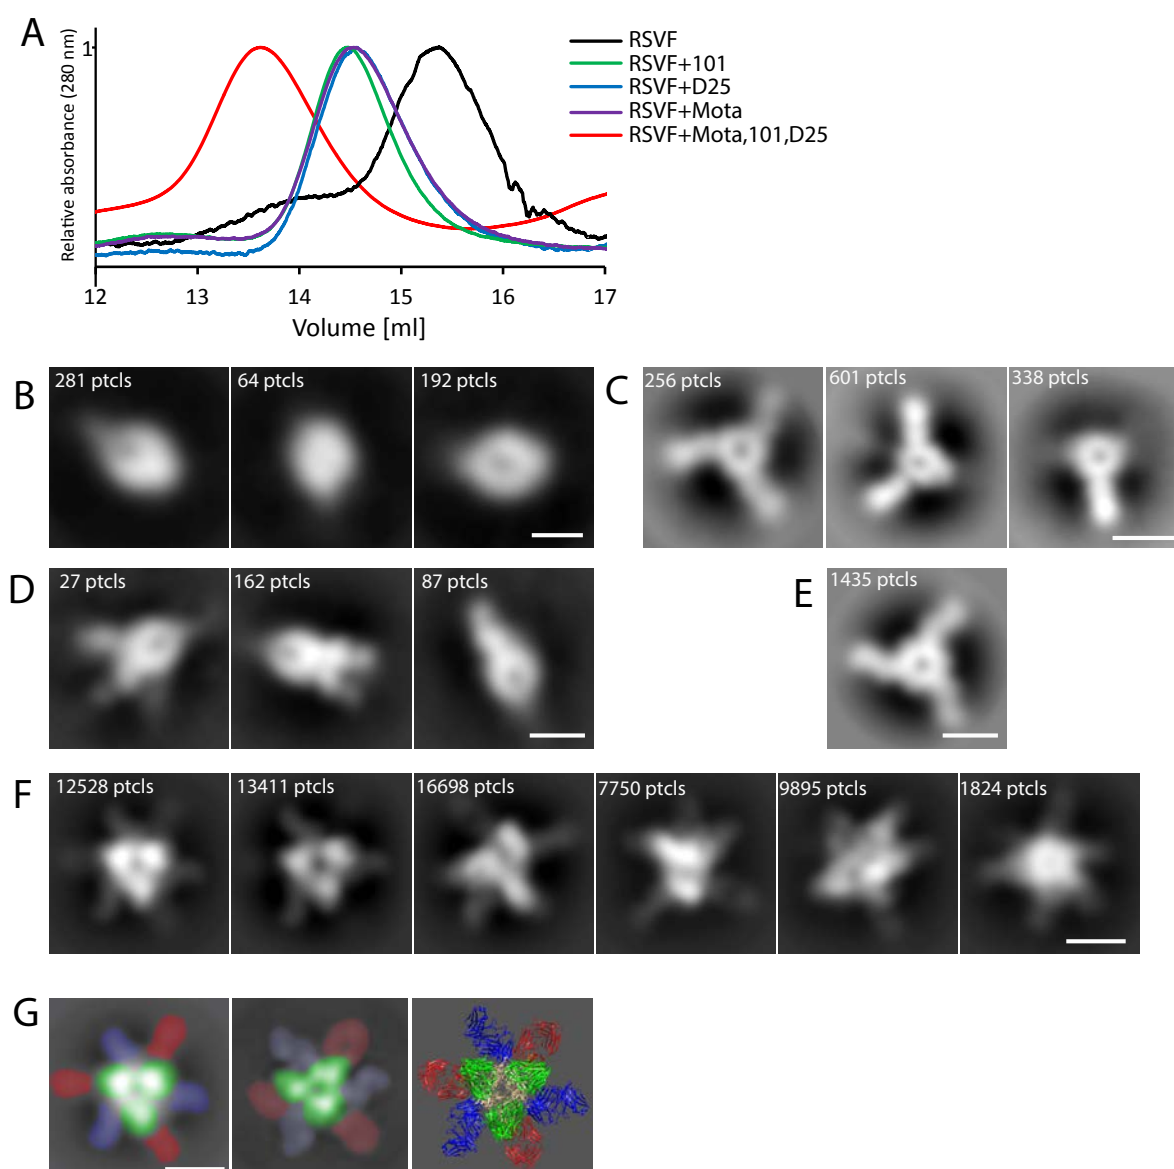 A
Relative absorbance (280 nm)
1
RSVF
RSVF+101
RSVF+D25
RSVF+Mota
RSVF+Mota,101,D25
12 13 14 15 16 17
Volume [ml]
B
281 ptcls 64 ptcls 192 ptcls
C
256 ptcls 601 ptcls 338 ptcls
D
27 ptcls 162 ptcls 87 ptcls
E
1435 ptcls
F
12528 ptcls 13411 ptcls 16698 ptcls 7750 ptcls 9895 ptcls 1824 ptcls
G